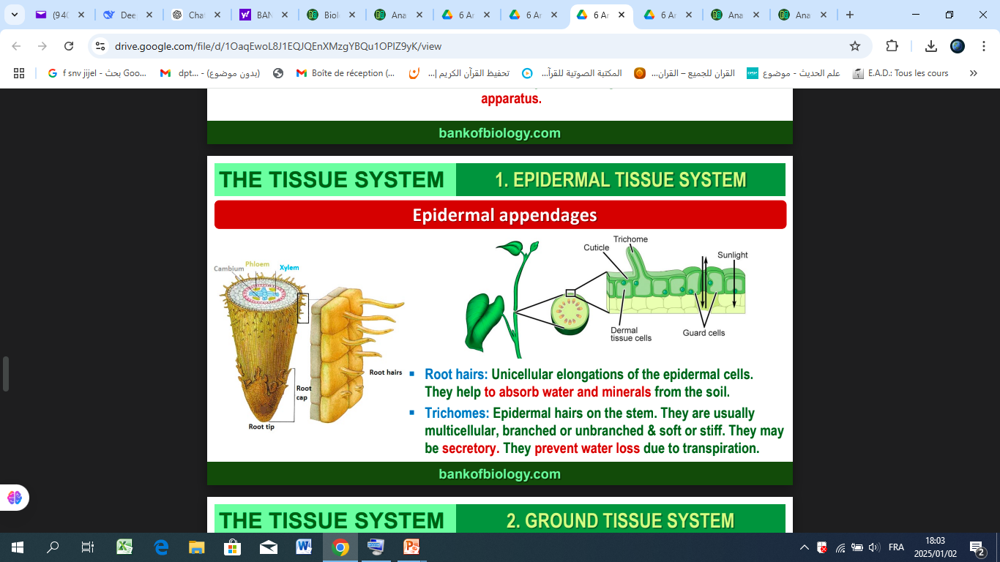 (940
Dee
Cha
BAN
Biol
Ana
6 Ar
6 Ar
6 Ar
6 Ar
Ana
Ana
drive.google.com/file/d/1OaqEwoL8J1EQJQEnXMzgYBQu1OPlZ9yK/view
f snv jijel - بحث Goo...
dpt... - (بدون موضوع)
Boîte de réception (...
تحفيظ القرآن الكريم |...
المكتبة الصوتية للقرآ...
القران للجميع – القران...
علم الحديث - موضوع
E.A.D.: Tous les cours
apparatus.
bankofbiology.com
THE TISSUE SYSTEM
1. EPIDERMAL TISSUE SYSTEM
Epidermal appendages
Cambium
Phloem
Xylem
Root hairs
Root
cap
Root tip
Trichome
Cuticle
Sunlight
Dermal
tissue cells
Guard cells
▪ Root hairs: Unicellular elongations of the epidermal cells.
They help to absorb water and minerals from the soil.
▪ Trichomes: Epidermal hairs on the stem. They are usually
multicellular, branched or unbranched & soft or stiff. They may
be secretory. They prevent water loss due to transpiration.
bankofbiology.com
THE TISSUE SYSTEM
2. GROUND TISSUE SYSTEM
FRA
18:03
2025/01/02
2